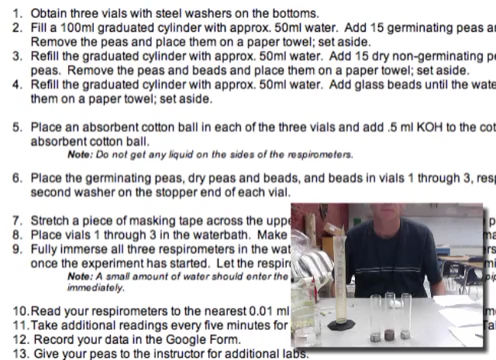 1. Obtain three vials with steel washers on the bottoms.
2. Fill a 100ml graduated cylinder with approx. 50ml water. Add 15 germinating peas
Remove the peas and place them on a paper towel; set aside.
3. Refill the graduated cylinder with approx. 50ml water. Add 15 dry non-germinating
peas. Remove the peas and beads and place them on a paper towel; set aside.
4. Refill the graduated cylinder with approx. 50ml water. Add glass beads until the
them on a paper towel; set aside.
5. Place an absorbent cotton ball in each of the three vials and add .5 ml KOH to the
absorbent cotton ball.
Note: Do not get any liquid on the sides of the respirometers.
6. Place the germinating peas, dry peas and beads, and beads in vials 1 through 3,
second washer on the stopper end of each vial.
7. Stretch a piece of masking tape across the
8. Place vials 1 through 3 in the waterbath. Make
9. Fully immerse all three respirometers in the
once the experiment has started. Let the
Note: A small amount of water should enter the
immediately.
10. Read your respirometers to the nearest 0.01 ml
11. Take additional readings every five minutes for
12. Record your data in the Google Form.
13. Give your peas to the instructor for additional labs.